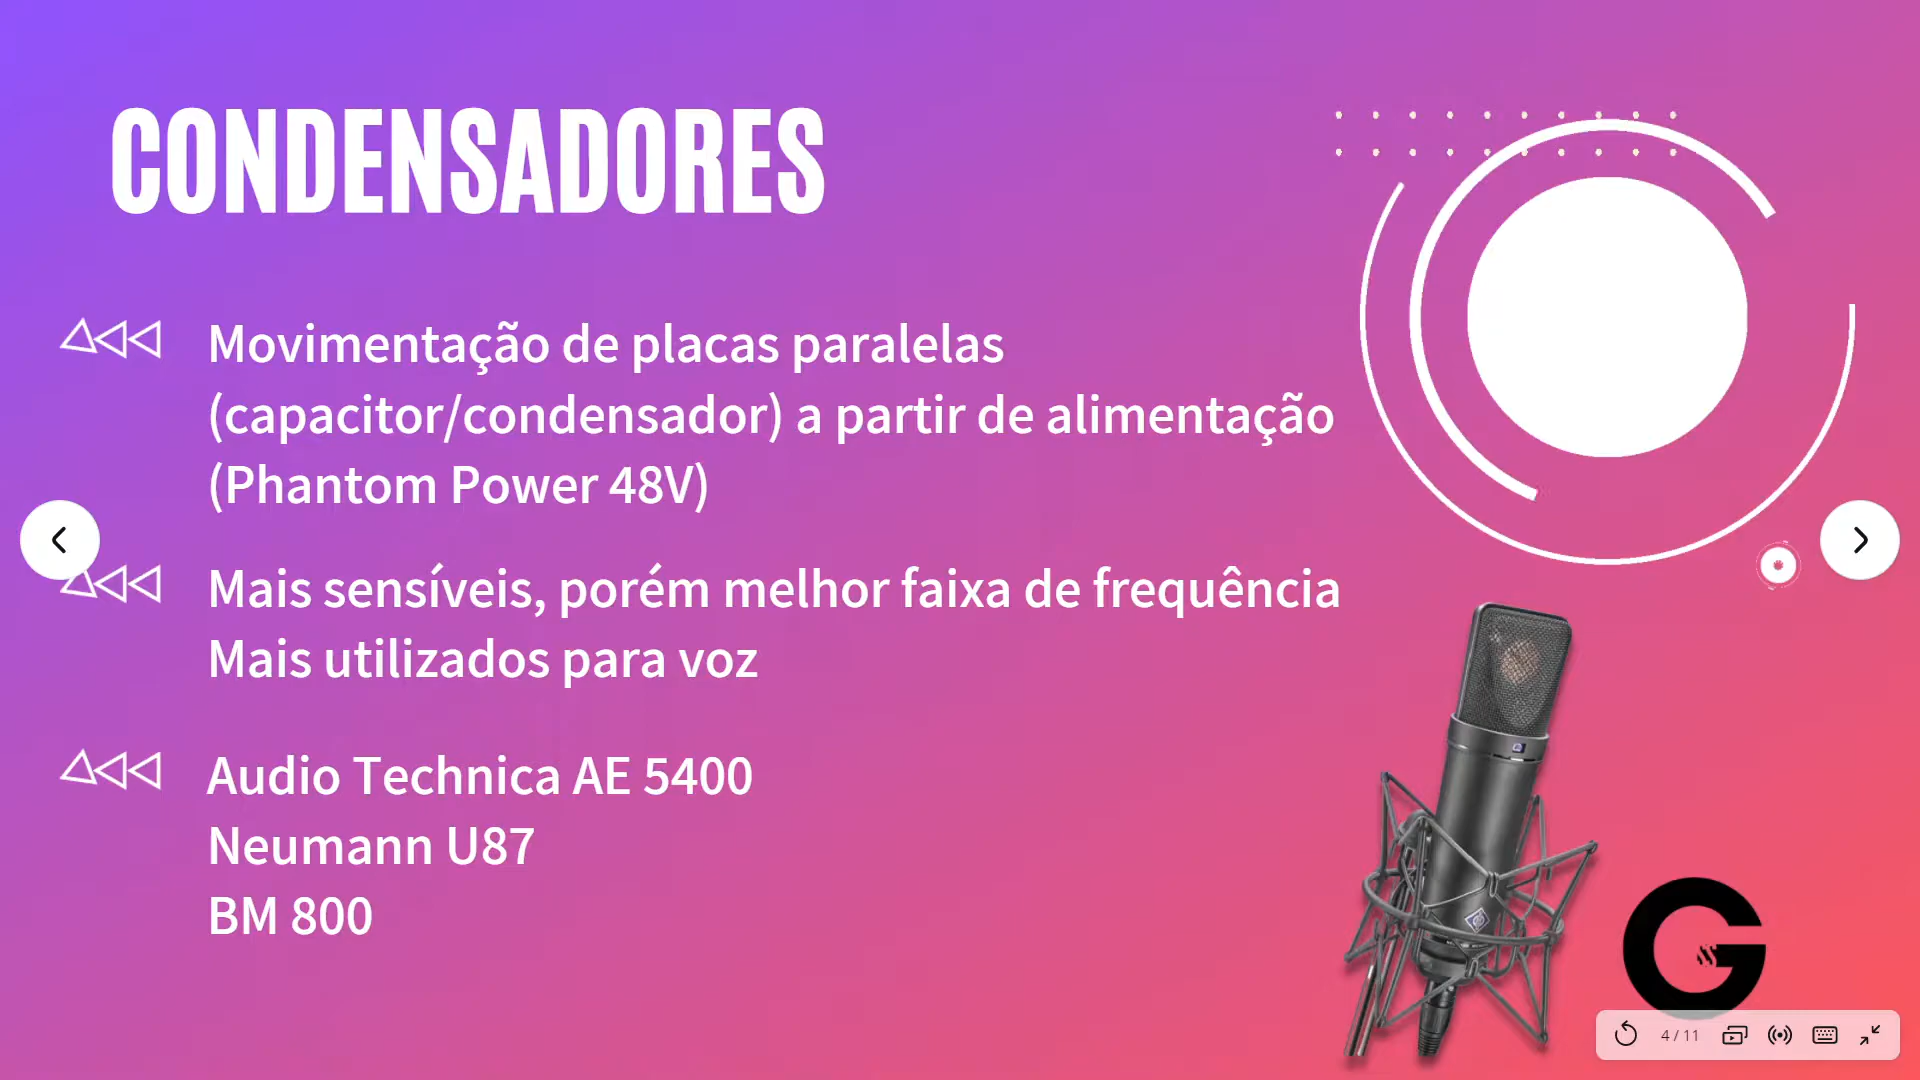 CONDENSADORES
Movimentação de placas paralelas
(capacitor/condensador) a partir de alimentação
(Phantom Power 48V)
Mais sensíveis, porém melhor faixa de frequência
Mais utilizados para voz
Audio Technica AE 5400
Neumann U87
BM 800
G
4 / 11